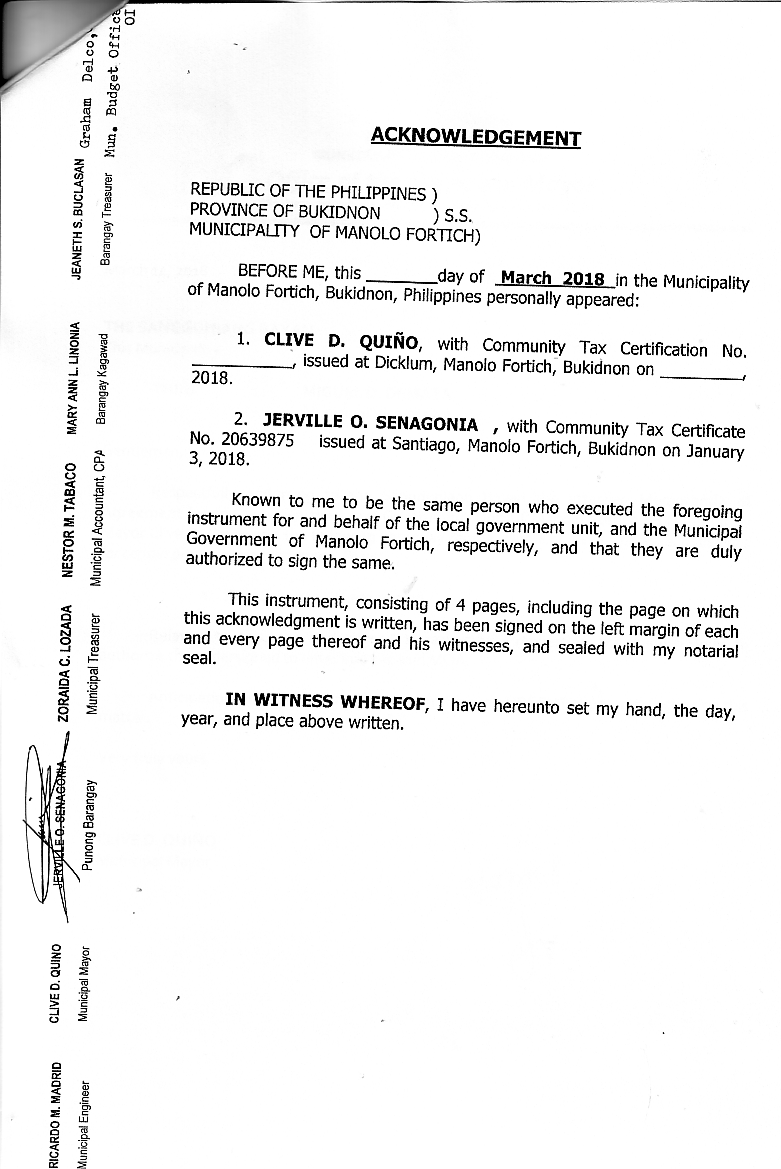 ACKNOWLEDGEMENT
REPUBLIC OF THE PHILIPPINES )
PROVINCE OF BUKIDNON ) S.S.
MUNICIPALITY OF MANOLO FORTICH)
BEFORE ME, this _______day of March 2018 in the Municipality
of Manolo Fortich, Bukidnon, Philippines personally appeared:
1. CLIVE D. QUIÑO, with Community Tax Certification No.
___________, issued at Dicklum, Manolo Fortich, Bukidnon on _________,
2018.
2. JERVILLE O. SENAGONIA , with Community Tax Certificate
No. 20639875 issued at Santiago, Manolo Fortich, Bukidnon on January
3, 2018.
Known to me to be the same person who executed the foregoing
instrument for and behalf of the local government unit, and the Municipal
Government of Manolo Fortich, respectively, and that they are duly
authorized to sign the same.
This instrument, consisting of 4 pages, including the page on which
this acknowledgment is written, has been signed on the left margin of each
and every page thereof and his witnesses, and sealed with my notarial
seal.
IN WITNESS WHEREOF, I have hereunto set my hand, the day,
year, and place above written.
RICARDO M. MADRID
Municipal Engineer
CLIVE D. QUINO
Municipal Mayor
JERVILLE O. SENAGONIA
Punong Barangay
ZORAIDA C. LOZADA
Municipal Treasurer
NESTOR M. TABACO
Municipal Accountant, CPA
MARY ANN L. LINONIA
Barangay Kagawad
JEANETH S. BUCLASAN
Barangay Treasurer
Graham Delco,
Mun. Budget Offic
OI